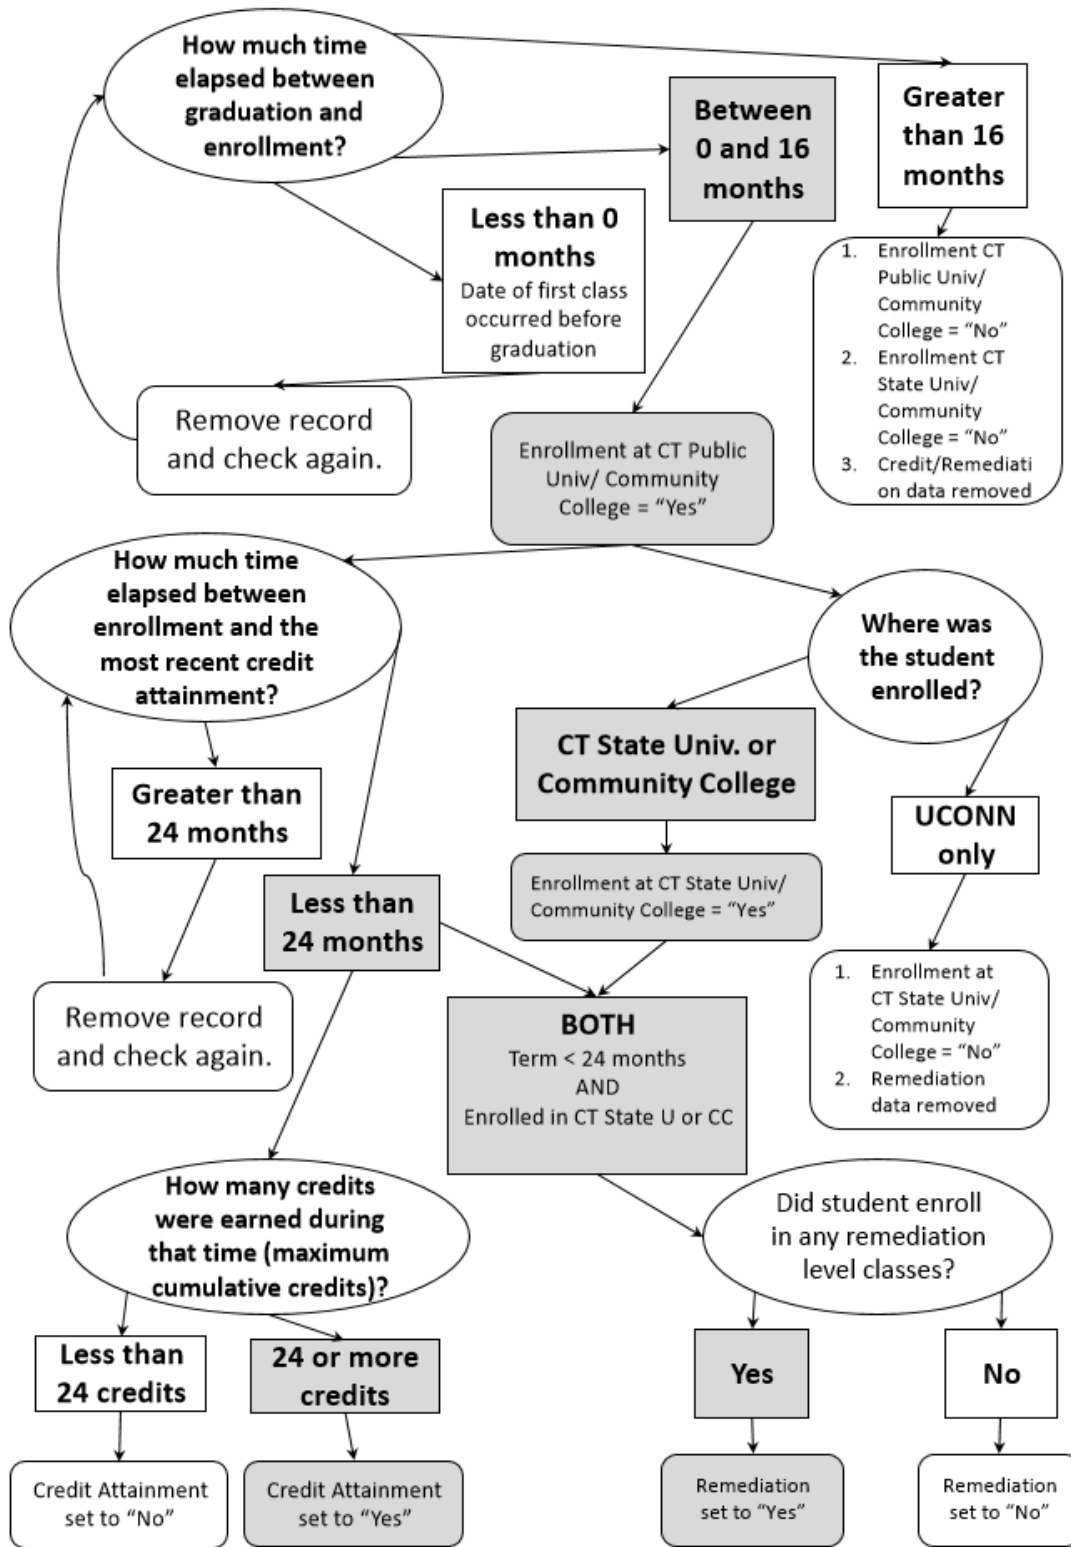 How much time
elapsed between
graduation and
enrollment?
Between
0 and 16
months
Greater
than 16
months
Less than 0
months
Date of first class
occurred before
graduation
1. Enrollment CT
Public Univ/
Community
College = “No”
2. Enrollment CT
State Univ/
Community
College = “No”
3. Credit/Remediati
on data removed
Remove record
and check again.
Enrollment at CT Public
Univ/ Community
College = “Yes”
How much time
elapsed between
enrollment and the
most recent credit
attainment?
Where was
the student
enrolled?
CT State Univ. or
Community College
Greater than
24 months
UCONN
only
Enrollment at CT State Univ/
Community College = “Yes”
Less than
24 months
1. Enrollment at
CT State Univ/
Community
College = “No”
2. Remediation
data removed
Remove record
and check again.
BOTH
Term < 24 months
AND
Enrolled in CT State U or CC
How many credits
were earned during
that time (maximum
cumulative credits)?
Did student enroll
in any remediation
level classes?
Less than
24 credits
24 or more
credits
Yes
No
Credit Attainment
set to “No”
Credit Attainment
set to “Yes”
Remediation
set to “Yes”
Remediation
set to “No”